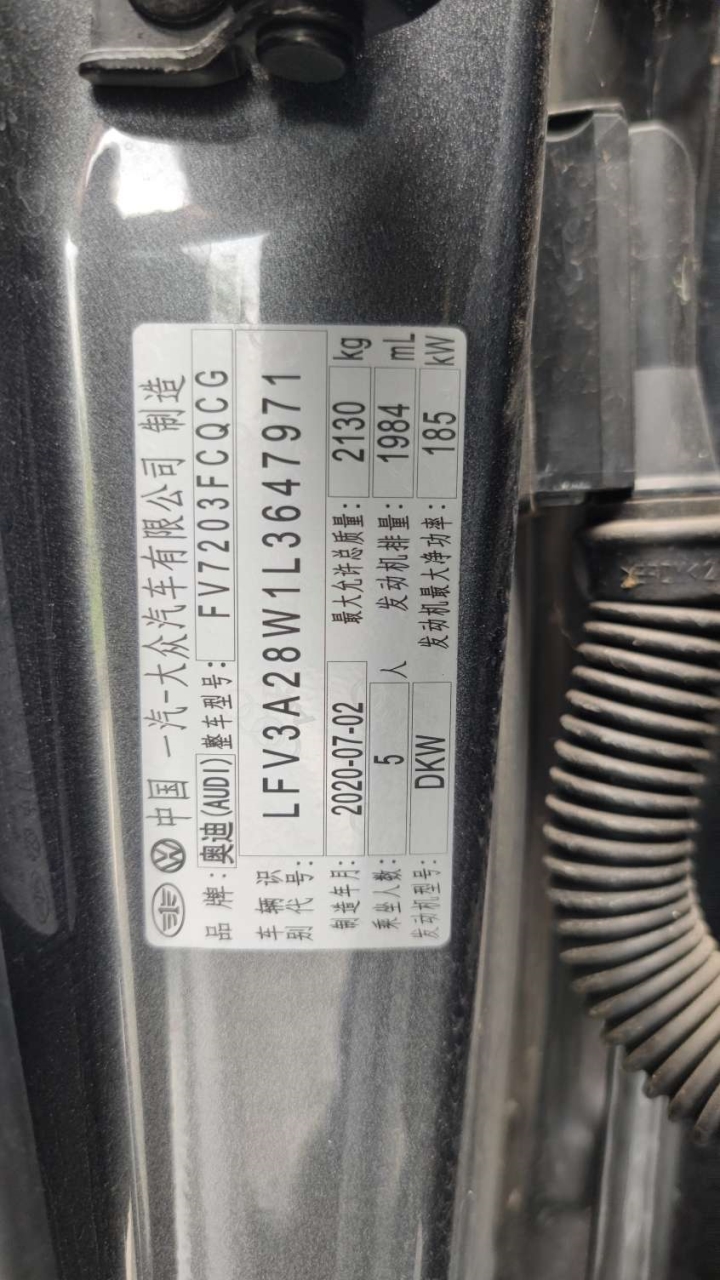 中国 一汽-大众汽车有限公司 制造
品 牌：奥迪(AUDI) 整车型号：FV7203FCQCG
车辆识别代号：LFV3A28W1L3647971
制造年月：2020-07-02 最大允许总质量：2130 kg
乘坐人数：5 人 发动机排量：1984 mL
发动机型号：DKW 发动机最大净功率：185 kW